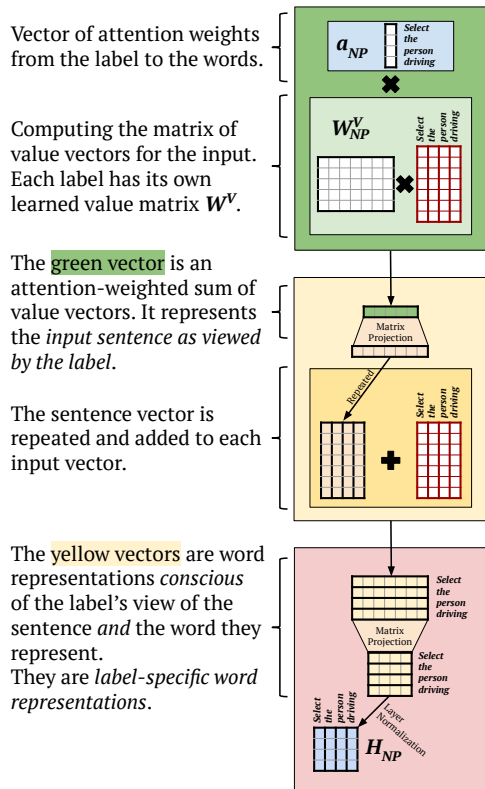 Vector of attention weights
from the label to the words.
a_NP
Select
the
person
driving
Computing the matrix of
value vectors for the input.
Each label has its own
learned value matrix W^V.
W_NP^V
Select
the
person
driving
The green vector is an
attention-weighted sum of
value vectors. It represents
the input sentence as viewed
by the label.
Matrix
Projection
Repeated
The sentence vector is
repeated and added to each
input vector.
Select
the
person
driving
The yellow vectors are word
representations conscious
of the label's view of the
sentence and the word they
represent.
They are label-specific word
representations.
Select
the
person
driving
Matrix
Projection
Select
the
person
driving
Layer
Normalization
Select
the
person
driving
H_NP